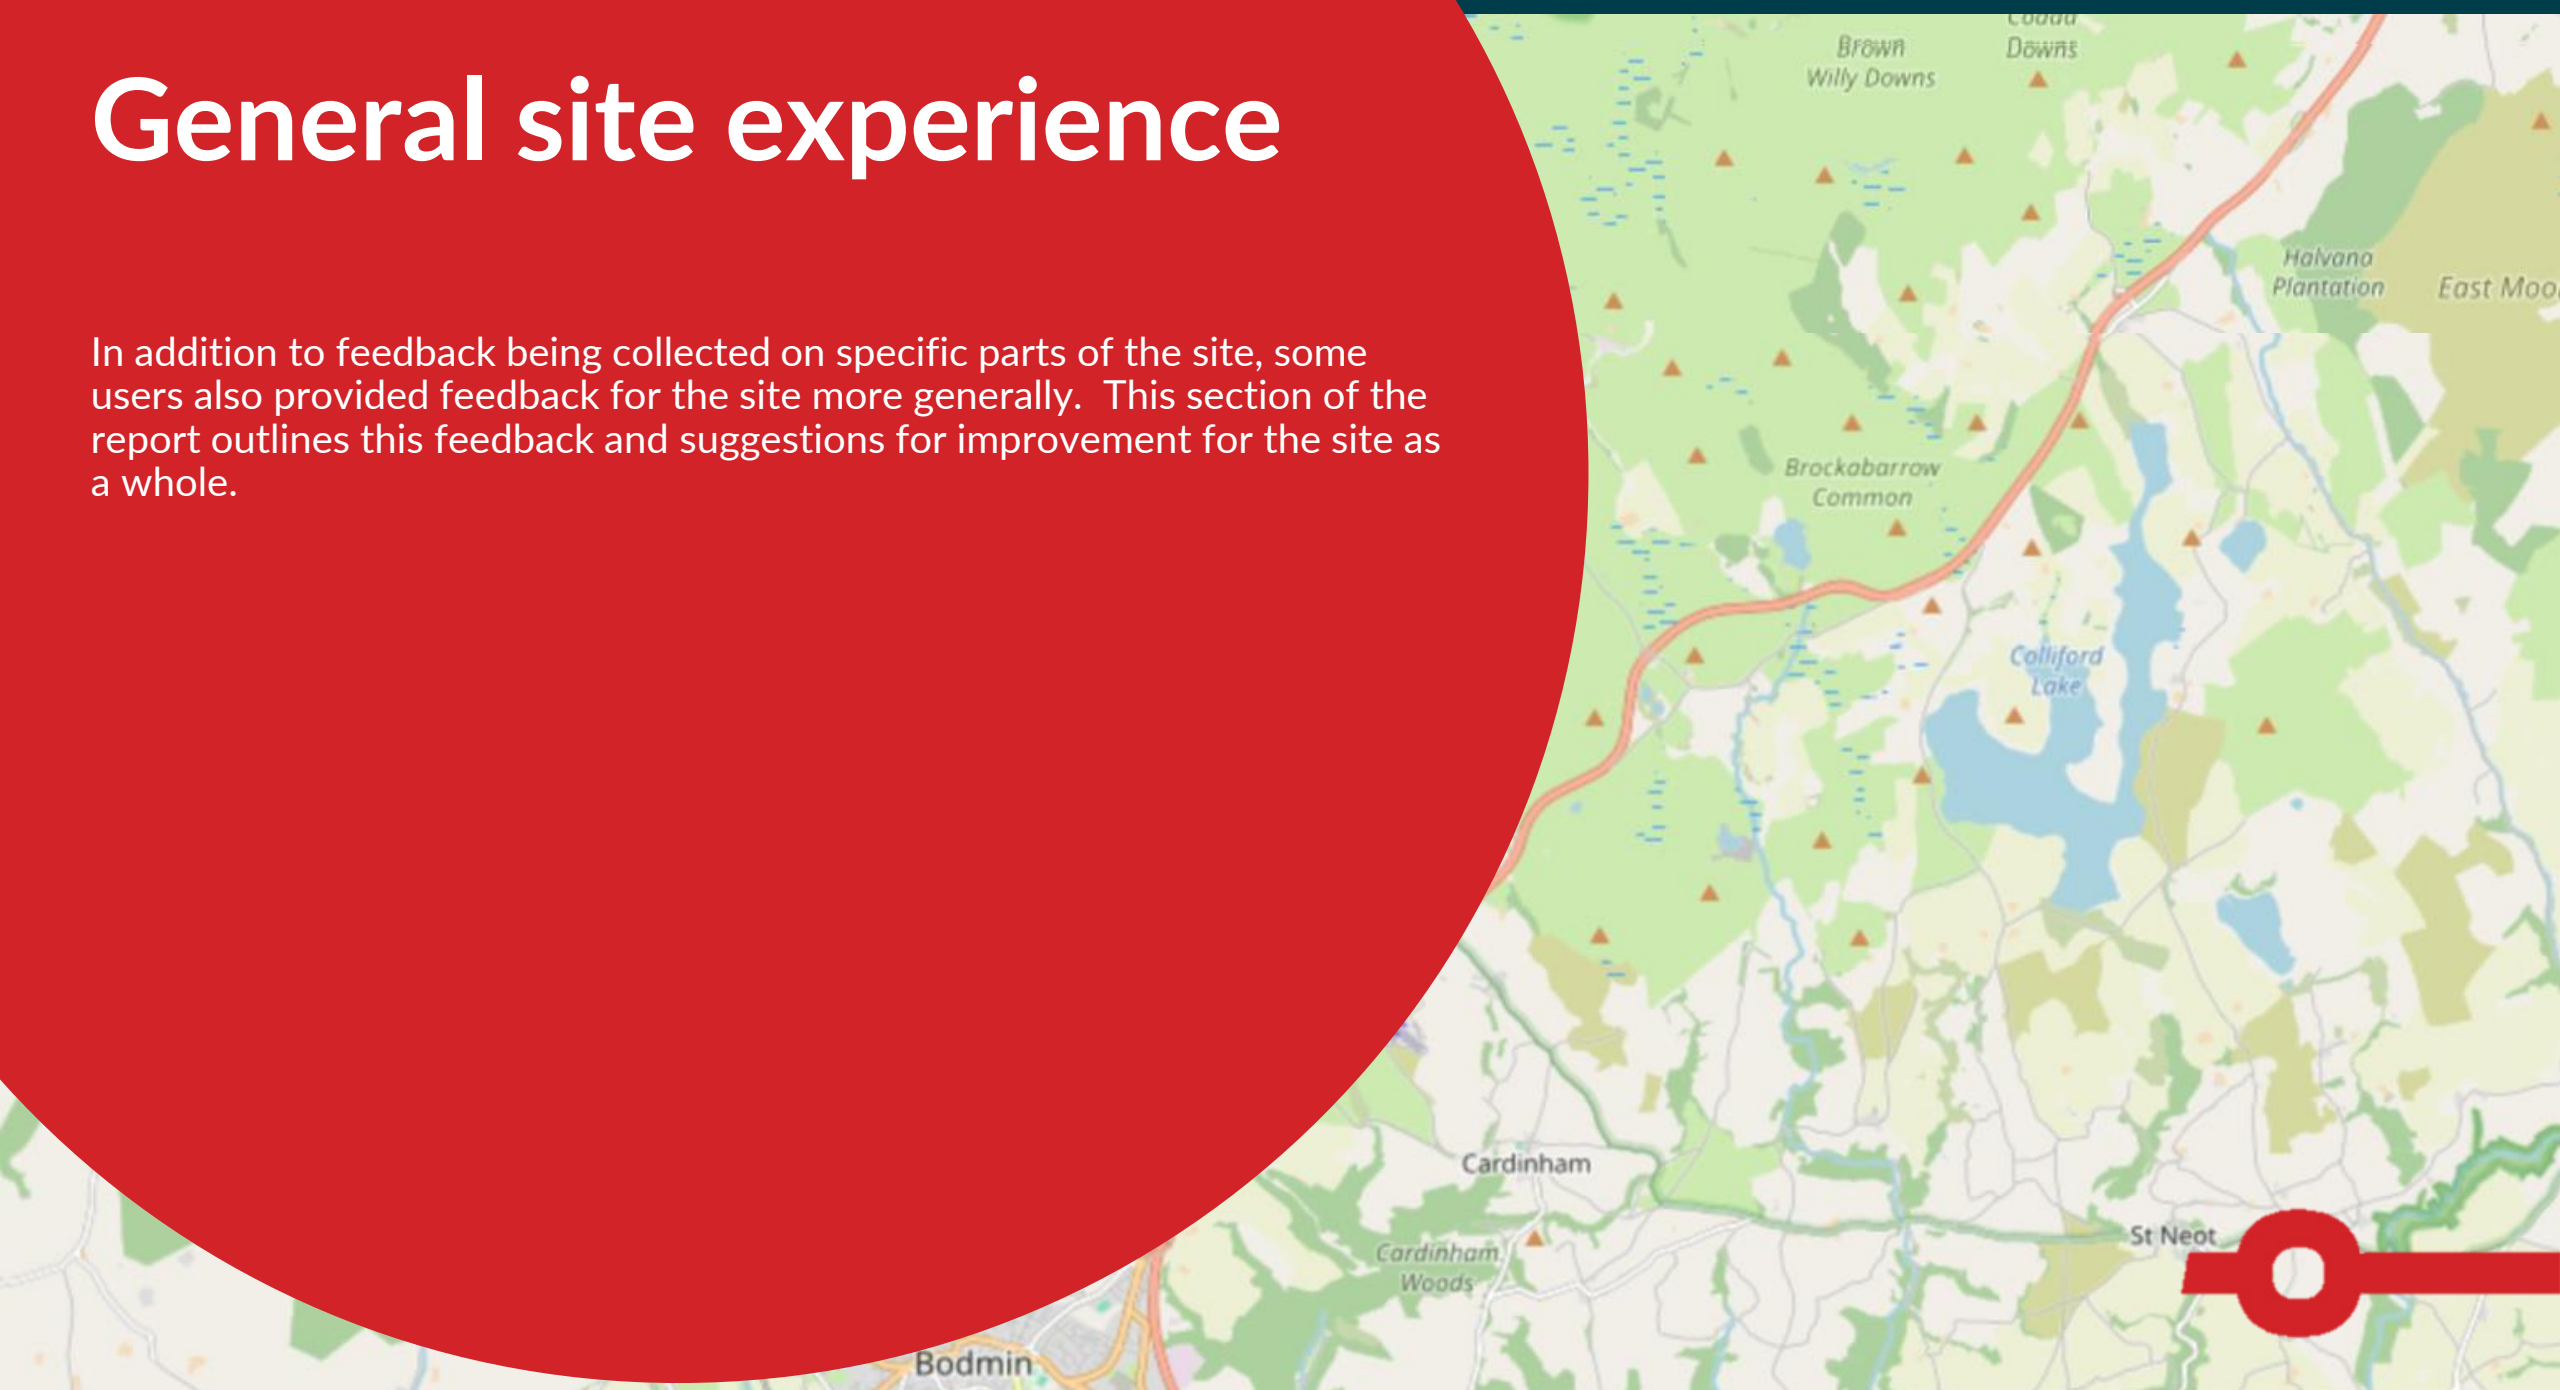 General site experience
In addition to feedback being collected on specific parts of the site, some
users also provided feedback for the site more generally.  This section of the
report outlines this feedback and suggestions for improvement for the site as
a whole.
Downs
Brown
Willy Downs
Halvana
Plantation
East Moo
Brockabarrow
Common
Colliford
Lake
Cardinham
St Neot
Cardinham
Woods
Bodmin